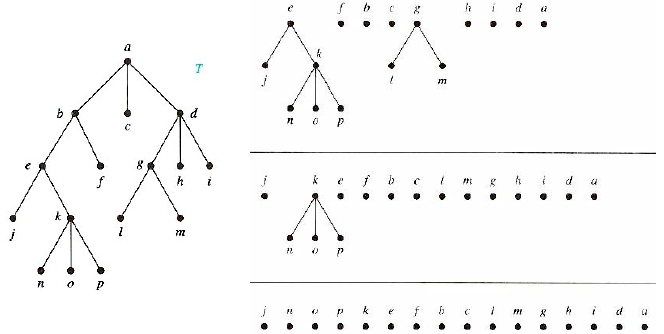 a
T
b
c
d
e
f
g
h
i
j
k
l
m
n
o
p
e f b c g h i d a
k
j l m
n o p
j k e f b c l m g h i d a
n o p
j n o p k e f b c l m g h i d a